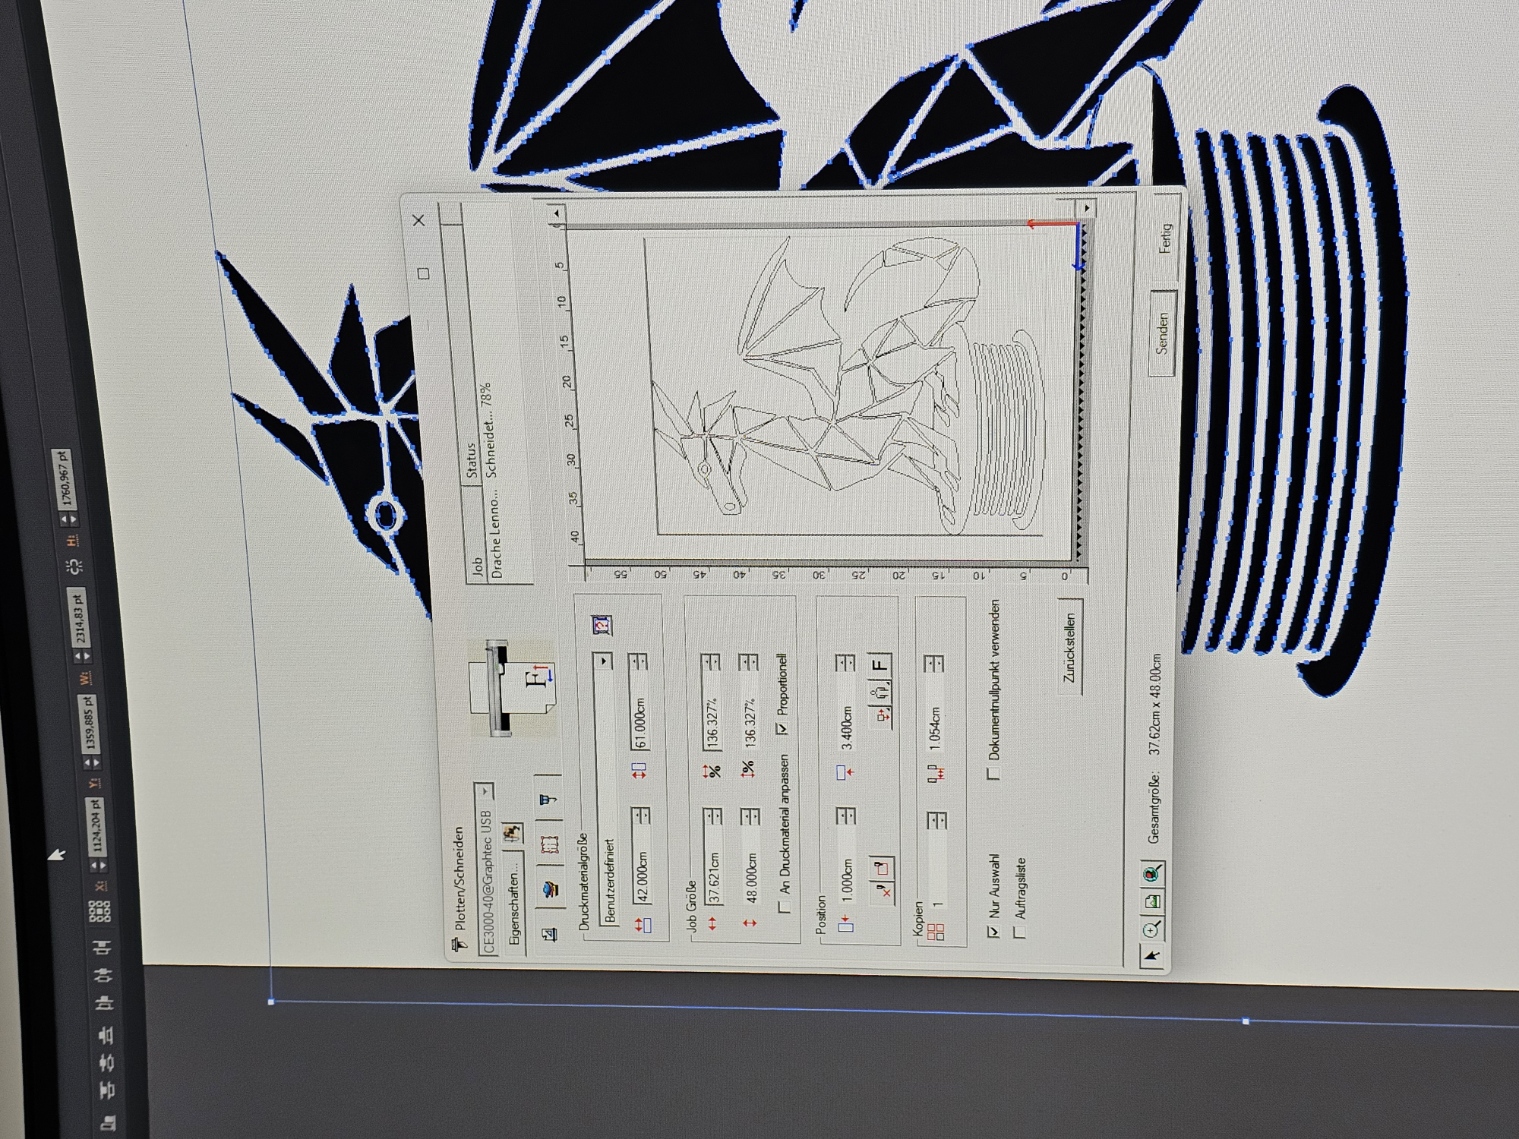 X: 1124,204 pt Y: 1359,885 pt W: 2314,83 pt H: 1760,967 pt
Plotten/Schneiden
CE3000-40@Graphtec USB
Eigenschaften...
F
Job Status
Drache Lenno... Schneidet... 78%
Druckmaterialgröße
Benutzerdefiniert
42.000cm 61.000cm
Job Größe
37.621cm % 136.327%
48.000cm % 136.327%
An Druckmaterial anpassen Proportionell
Position
1.000cm 3.400cm
F
Kopien
1 1.054cm
Nur Auswahl Dokumentnullpunkt verwenden
Auftragsliste
Zurückstellen
40 35 30 25 20 15 10 5 0
55
50
45
40
35
30
25
20
15
10
5
0
Gesamtgröße: 37.62cm x 48.00cm
Senden Fertig